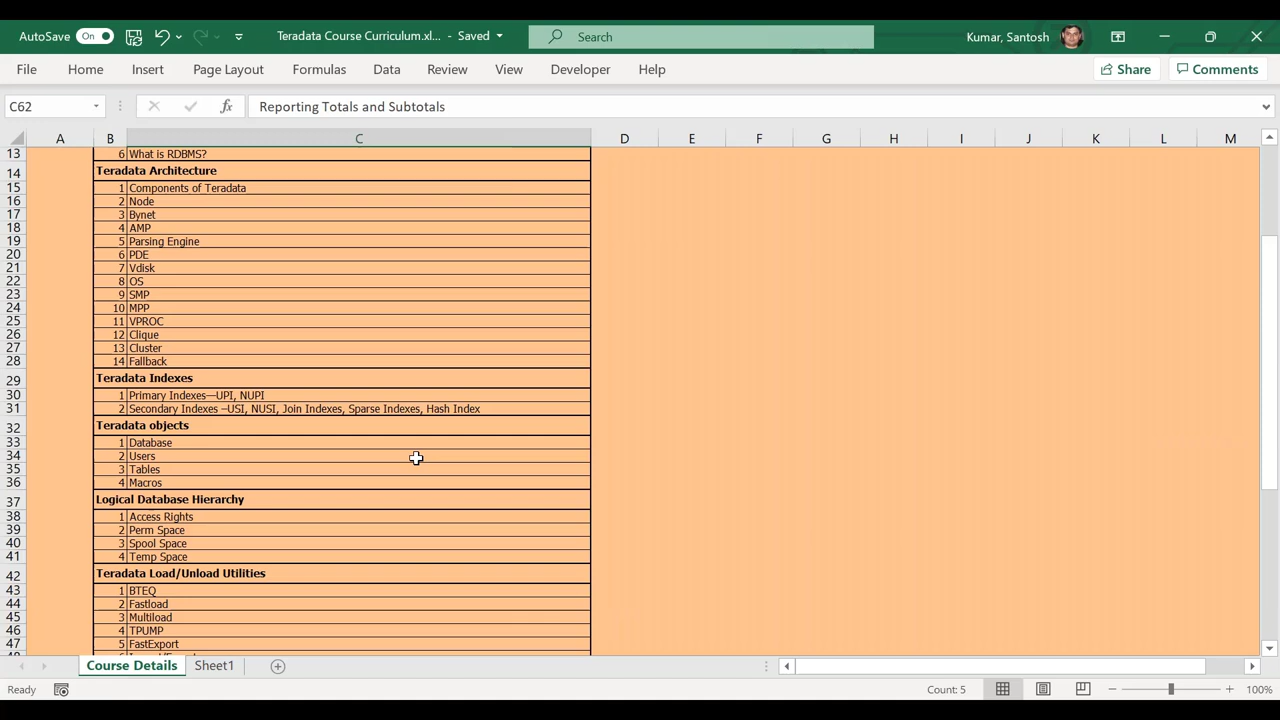 AutoSave On Teradata Course Curriculum.xl... - Saved Search Kumar, Santosh
File Home Insert Page Layout Formulas Data Review View Developer Help Share Comments
C62 fx Reporting Totals and Subtotals
A B C D E F G H I J K L M
13 6 What is RDBMS?
14 Teradata Architecture
15 1 Components of Teradata
16 2 Node
17 3 Bynet
18 4 AMP
19 5 Parsing Engine
20 6 PDE
21 7 Vdisk
22 8 OS
23 9 SMP
24 10 MPP
25 11 VPROC
26 12 Clique
27 13 Cluster
28 14 Fallback
29 Teradata Indexes
30 1 Primary Indexes—UPI, NUPI
31 2 Secondary Indexes –USI, NUSI, Join Indexes, Sparse Indexes, Hash Index
32 Teradata objects
33 1 Database
34 2 Users
35 3 Tables
36 4 Macros
37 Logical Database Hierarchy
38 1 Access Rights
39 2 Perm Space
40 3 Spool Space
41 4 Temp Space
42 Teradata Load/Unload Utilities
43 1 BTEQ
44 2 Fastload
45 3 Multiload
46 4 TPUMP
47 5 FastExport
Course Details Sheet1
Ready Count: 5 100%